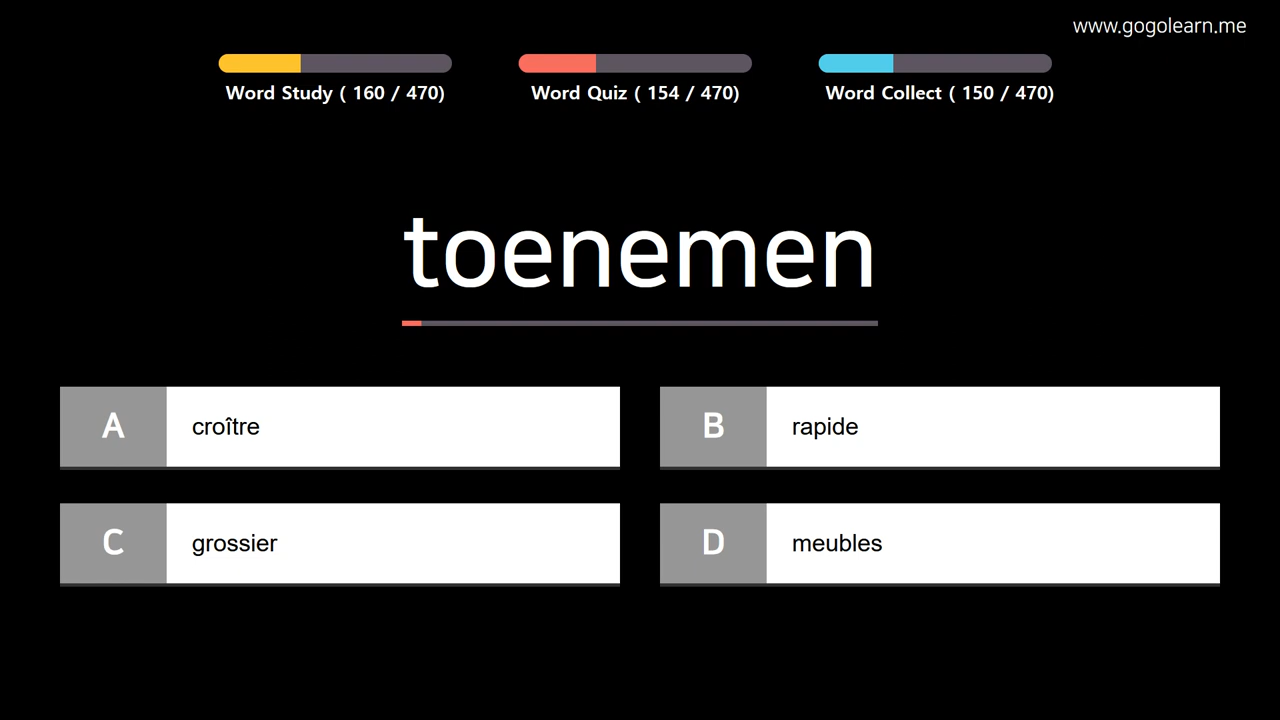 www.gogolearn.me
Word Study ( 160 / 470)
Word Quiz ( 154 / 470)
Word Collect ( 150 / 470)
toenemen
A croître
B rapide
C grossier
D meubles